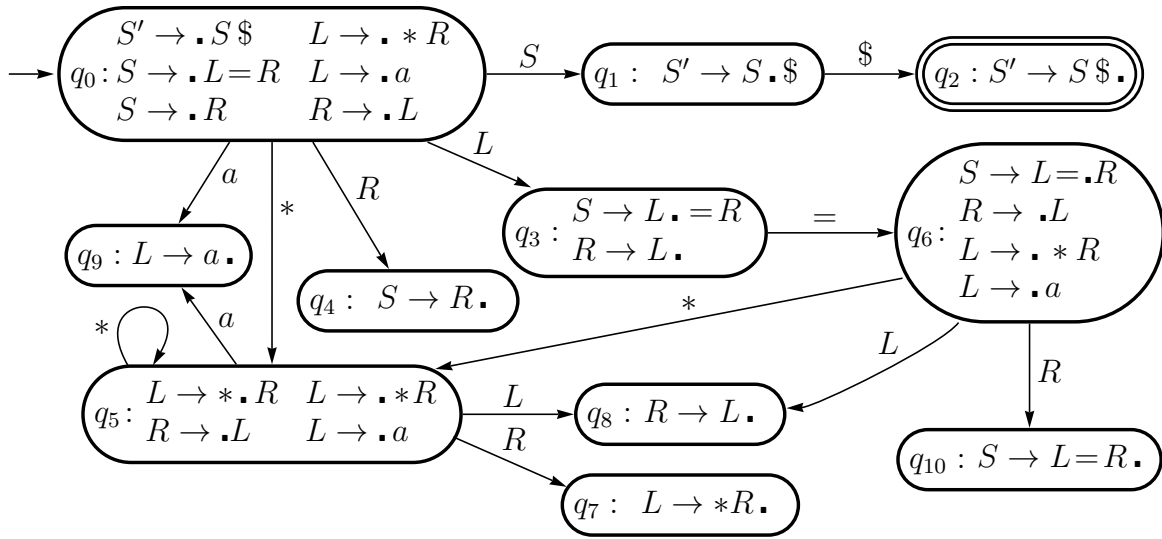 S′ → .S$ L → . * R
q0: S → .L=R L → .a
S → .R R → .L
S
q1: S′ → S.$
$
q2: S′ → S$.
a
*
R
L
q9: L → a.
q4: S → R.
q3: S → L. =R
R → L.
=
q6: S → L=.R
R → .L
L → . * R
L → .a
*
a
*
L
R
q5: L → *.R L → .*R
R → .L L → .a
L
R
q8: R → L.
q7: L → *R.
q10: S → L=R.